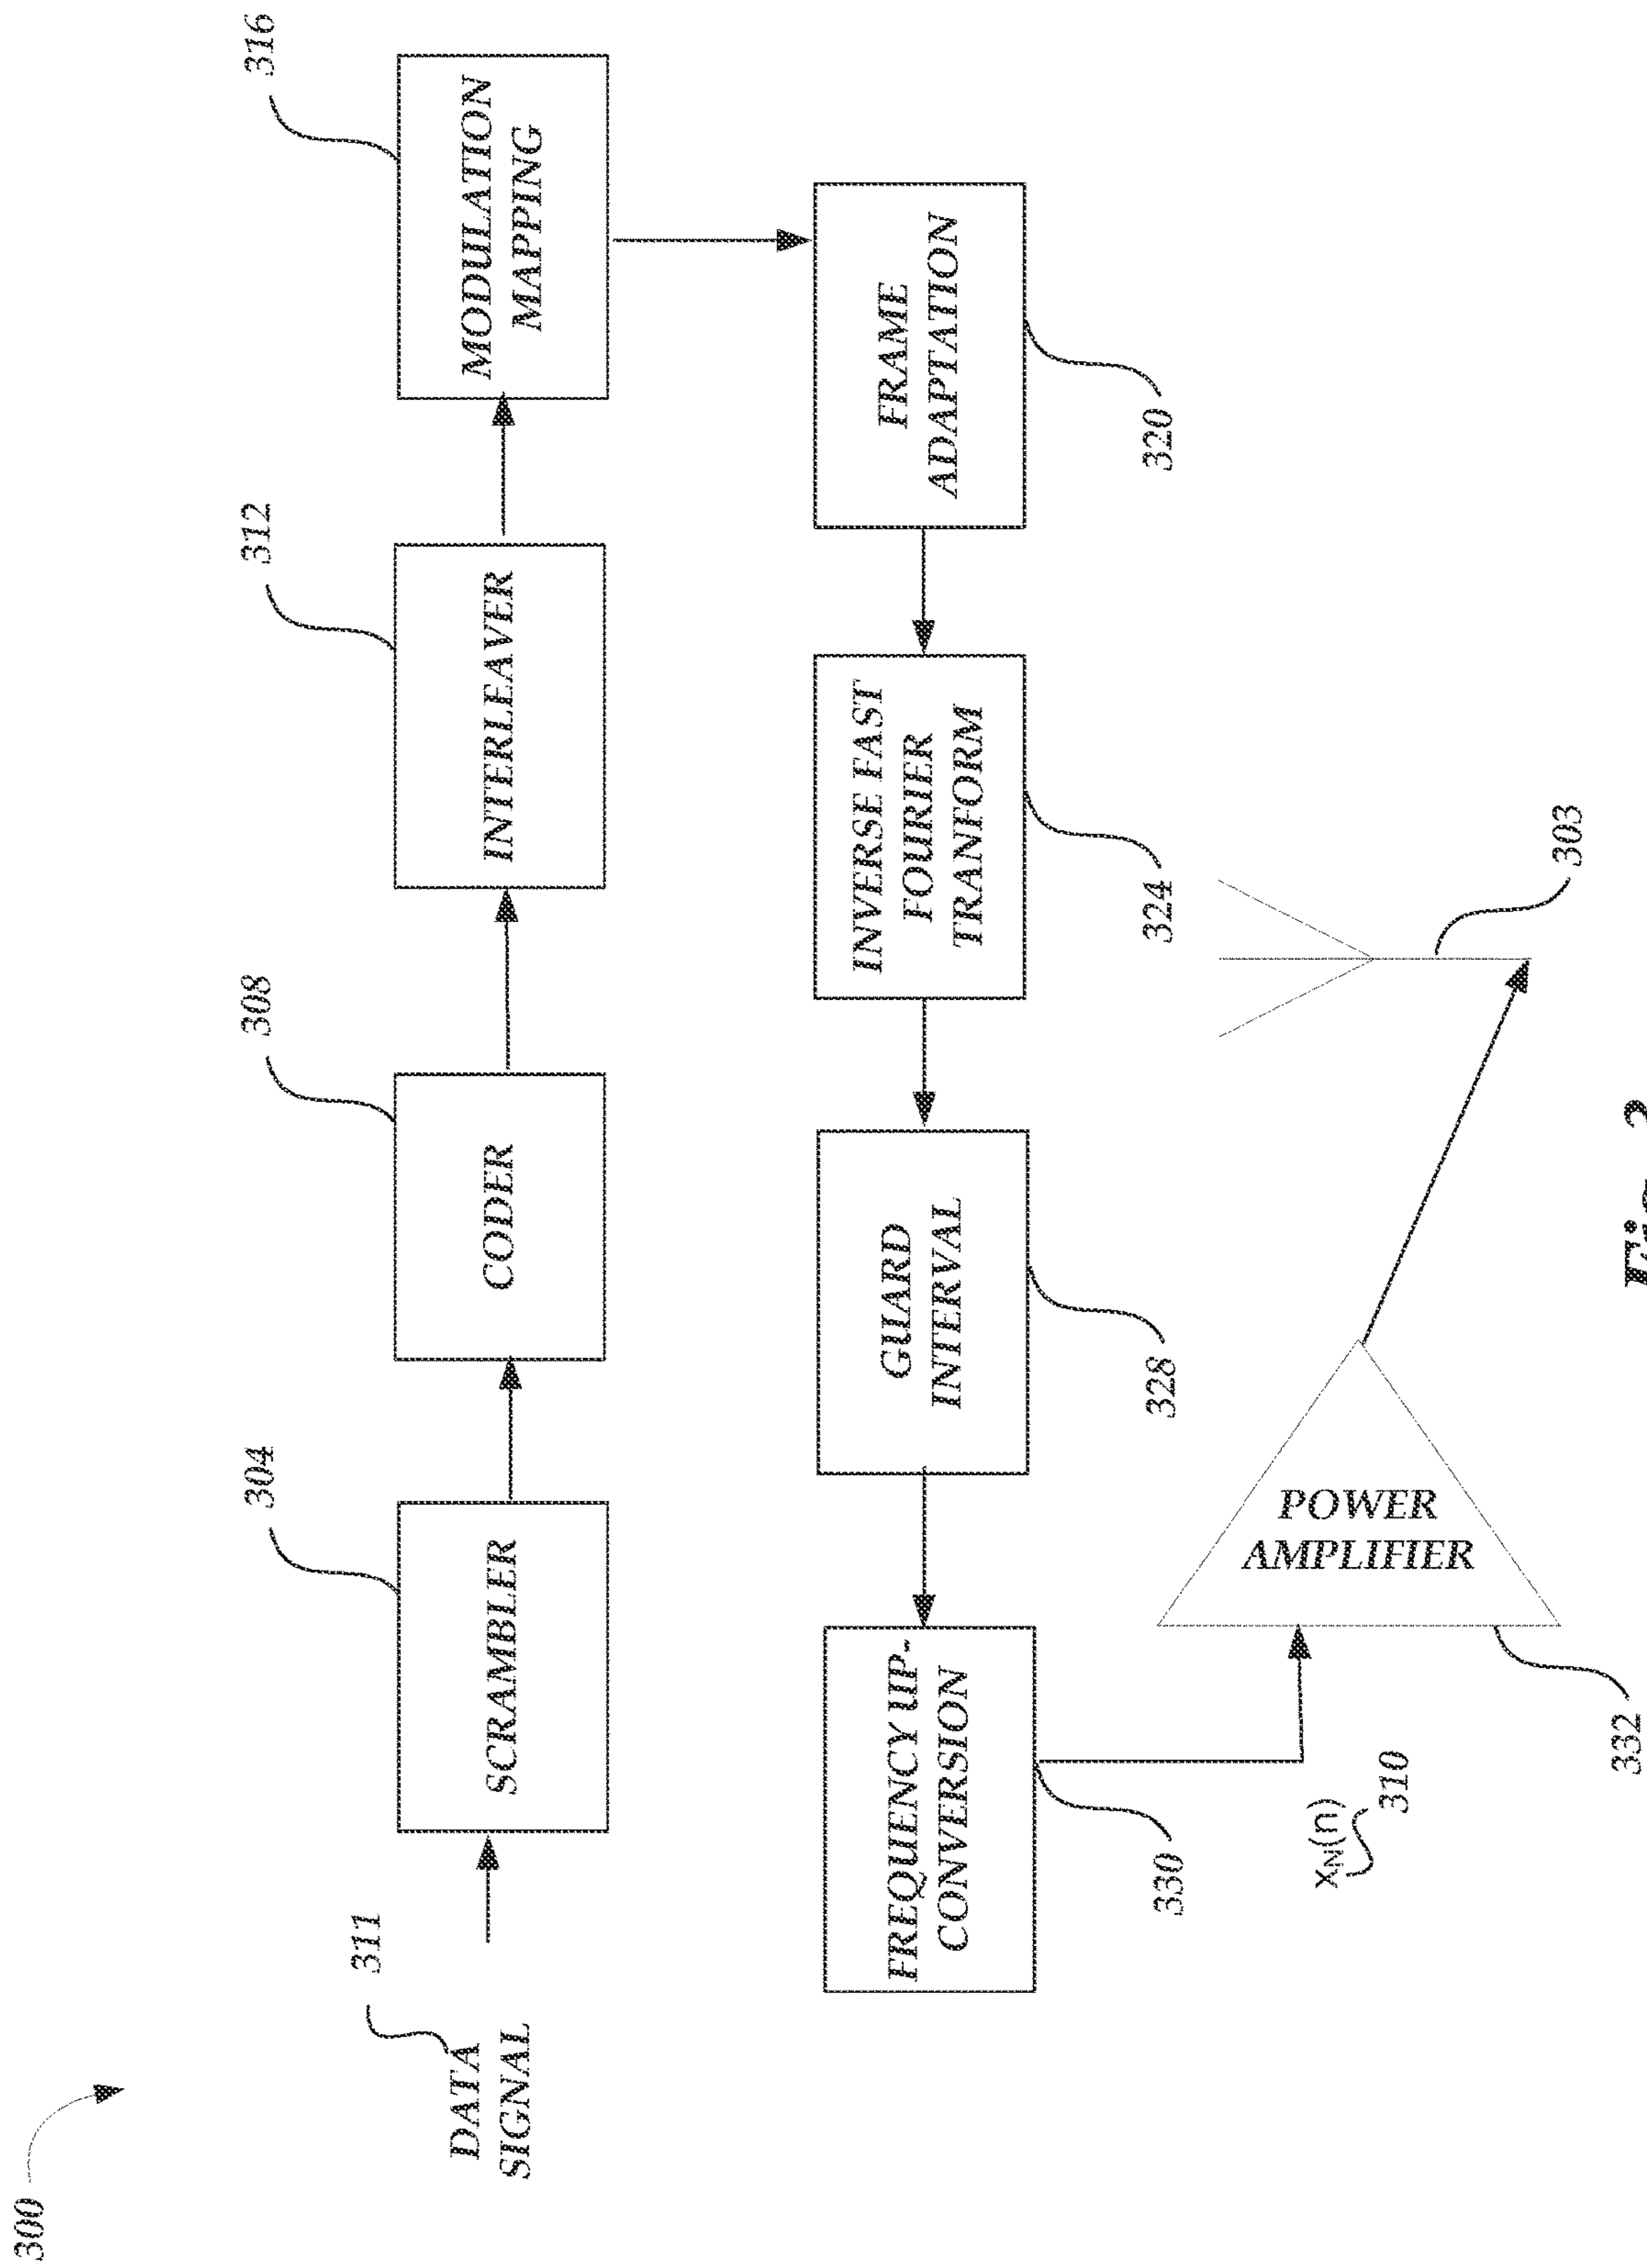 300
DATA
SIGNAL
311
SCRAMBLER
304
CODER
308
INTERLEAVER
312
MODULATION
MAPPING
316
FRAME
ADAPTATION
320
INVERSE FAST
FOURIER
TRANFORM
324
GUARD
INTERVAL
328
FREQUENCY UP-
CONVERSION
330
xN(n)
310
POWER
AMPLIFIER
332
303